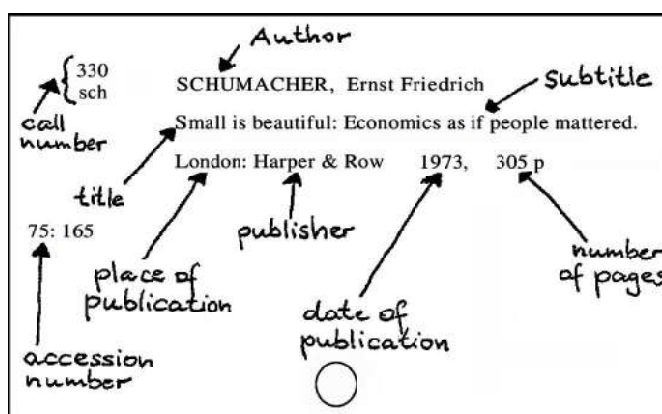 Author
330
sch
SCHUMACHER, Ernst Friedrich
subtitle
call
number
Small is beautiful: Economics as if people mattered.
title
London: Harper & Row 1973, 305 p
75: 165
publisher
number
of pages
place of
publication
date of
publication
accession
number